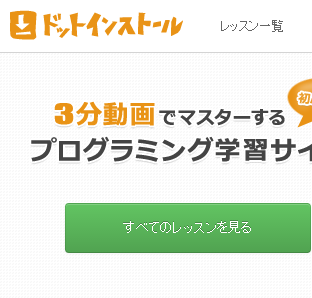 ドットインストール
レッスン一覧
3分動画でマスターする
初
プログラミング学習サイ
すべてのレッスンを見る